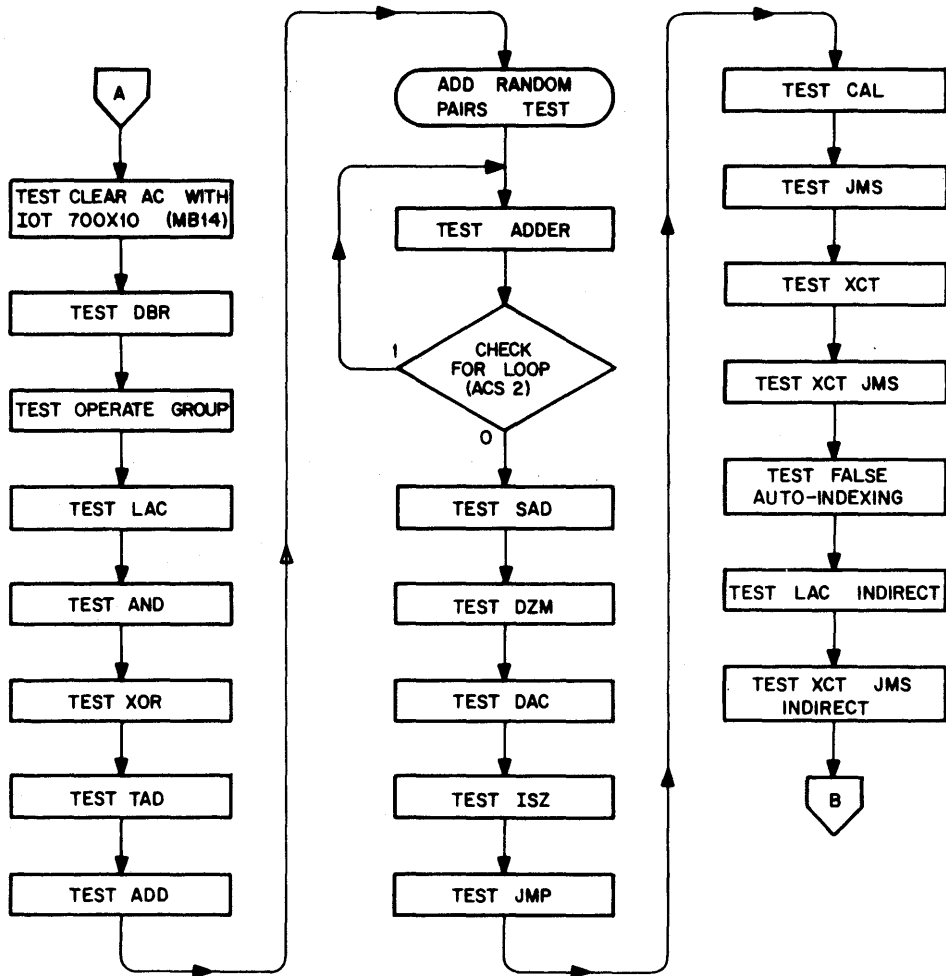 A
TEST CLEAR AC WITH
IOT 700X10 (MB14)
TEST DBR
TEST OPERATE GROUP
TEST LAC
TEST AND
TEST XOR
TEST TAD
TEST ADD
ADD RANDOM
PAIRS TEST
TEST ADDER
CHECK
FOR LOOP
(ACS 2)
1
0
TEST SAD
TEST DZM
TEST DAC
TEST ISZ
TEST JMP
TEST CAL
TEST JMS
TEST XCT
TEST XCT JMS
TEST FALSE
AUTO-INDEXING
TEST LAC INDIRECT
TEST XCT JMS
INDIRECT
B